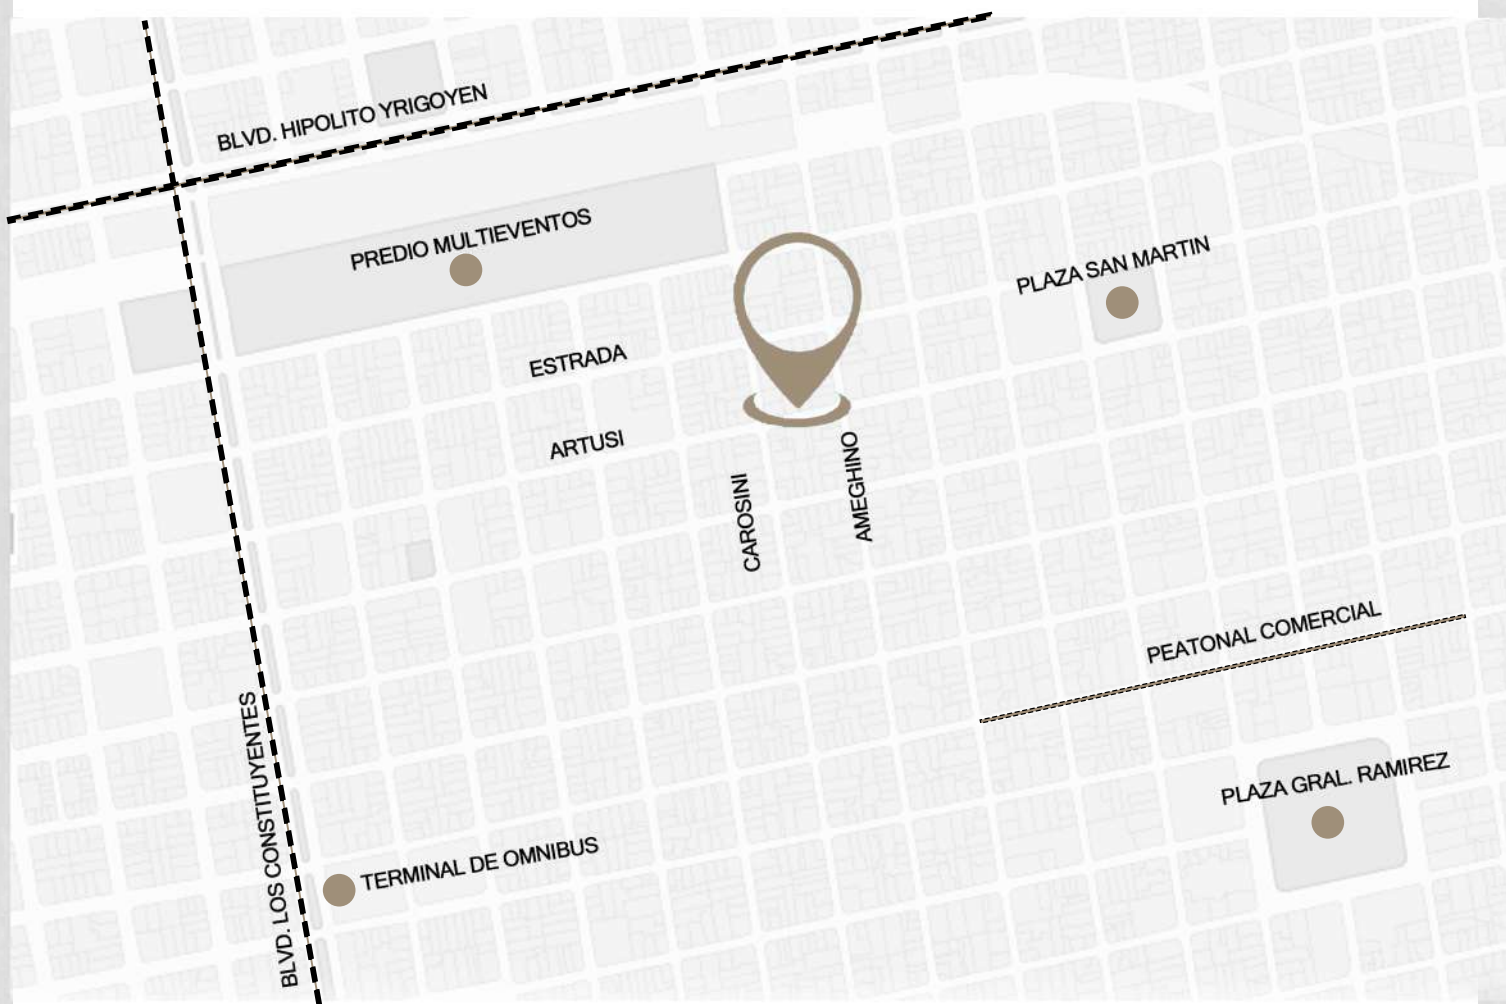 BLVD. HIPOLITO YRIGOYEN
PREDIO MULTIEVENTOS
PLAZA SAN MARTIN
ESTRADA
ARTUSI
CAROSINI
AMEGHINO
PEATONAL COMERCIAL
PLAZA GRAL. RAMIREZ
BLVD. LOS CONSTITUYENTES
TERMINAL DE OMNIBUS